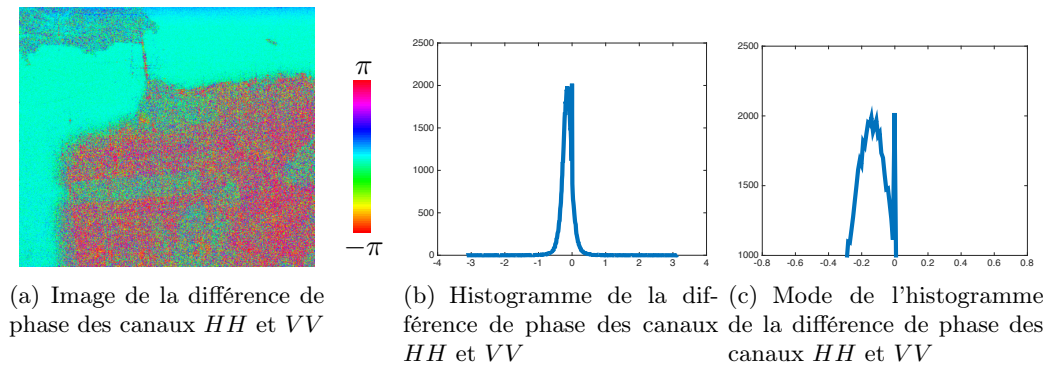 π
−π
2500
2000
1500
1000
500
0
-4 -3 -2 -1 0 1 2 3 4
2500
2000
1500
1000
-0.8 -0.6 -0.4 -0.2 0 0.2 0.4 0.6 0.8
(a) Image de la différence de
phase des canaux HH et VV
(b) Histogramme de la dif-
férence de phase des canaux
HH et VV
(c) Mode de l'histogramme
de la différence de phase des
canaux HH et VV